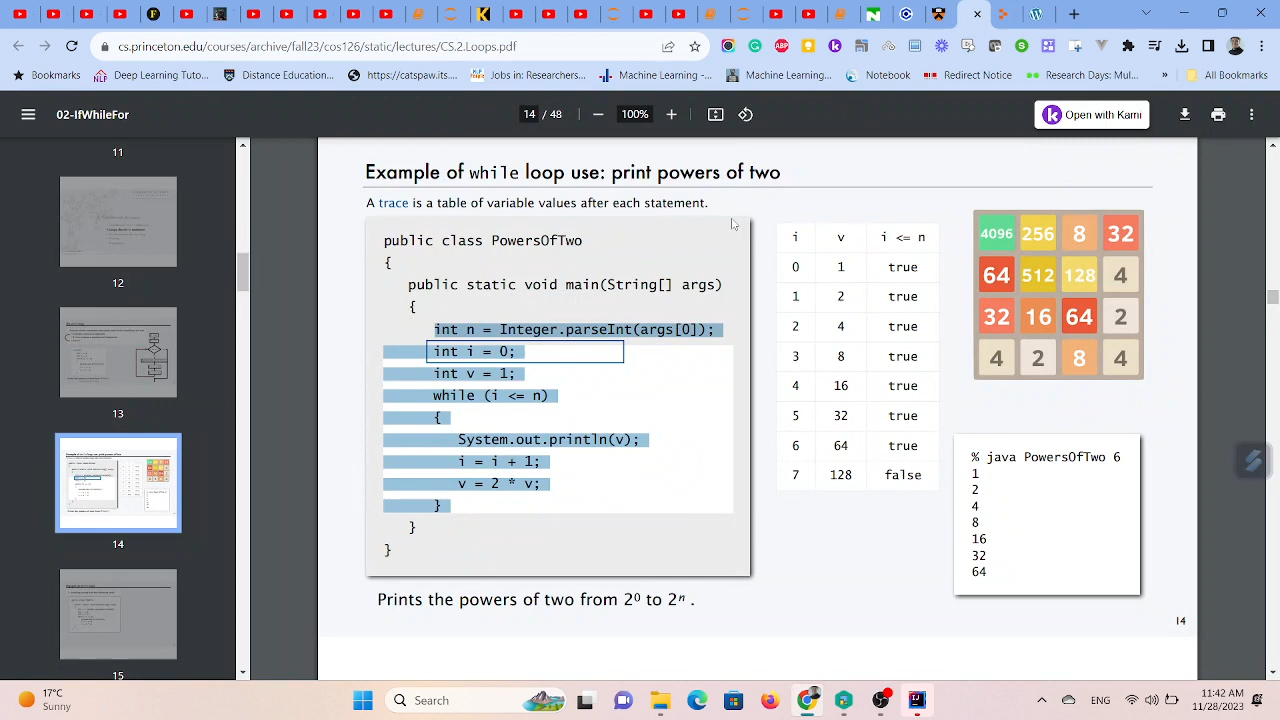 cs.princeton.edu/courses/archive/fall23/cos126/static/lectures/CS.2.Loops.pdf
Bookmarks
Deep Learning Tuto...
Distance Education...
https://catspaw.its....
Jobs in: Researchers...
Machine Learning -...
Machine Learning...
Notebook
Redirect Notice
Research Days: Mul...
»
All Bookmarks
02-IfWhileFor
14 / 48
100%
Open with Kami
11
12
13
14
15
Example of while loop use: print powers of two
A trace is a table of variable values after each statement.
public class PowersOfTwo
{
public static void main(String[] args)
{
int n = Integer.parseInt(args[0]);
int i = 0;
int v = 1;
while (i <= n)
{
System.out.println(v);
i = i + 1;
v = 2 * v;
}
}
}
i v i <= n
0 1 true
1 2 true
2 4 true
3 8 true
4 16 true
5 32 true
6 64 true
7 128 false
4096 256 8 32
64 512 128 4
32 16 64 2
4 2 8 4
% java PowersOfTwo 6
1
2
4
8
16
32
64
Prints the powers of two from 2⁰ to 2ⁿ .
14
17°C
Sunny
Search
ENG
11:42 AM
11/28/2023